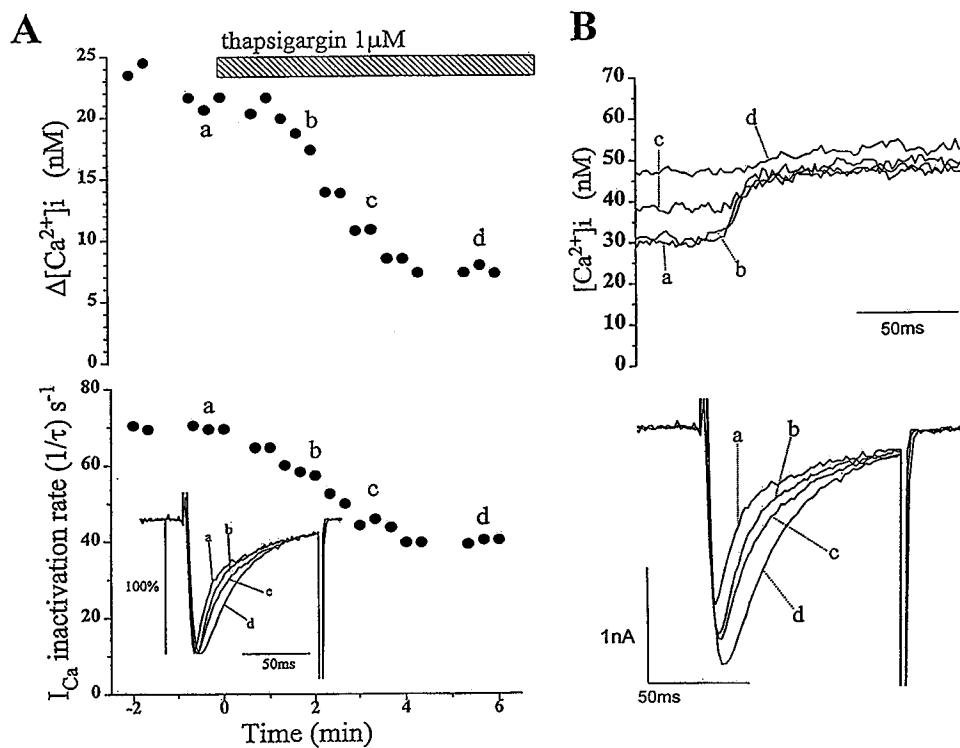 A
thapsigargin 1μM
25
20
15
10
5
0
Δ[Ca²⁺]i (nM)
a
b
c
d
80
60
40
20
0
I_Ca inactivation rate (1/τ) s⁻¹
a
b
c
d
100%
a
b
c
d
50ms
-2
0
2
4
6
Time (min)
B
70
60
50
40
30
20
10
0
[Ca²⁺]i (nM)
c
d
a
b
50ms
a
b
c
d
1nA
50ms